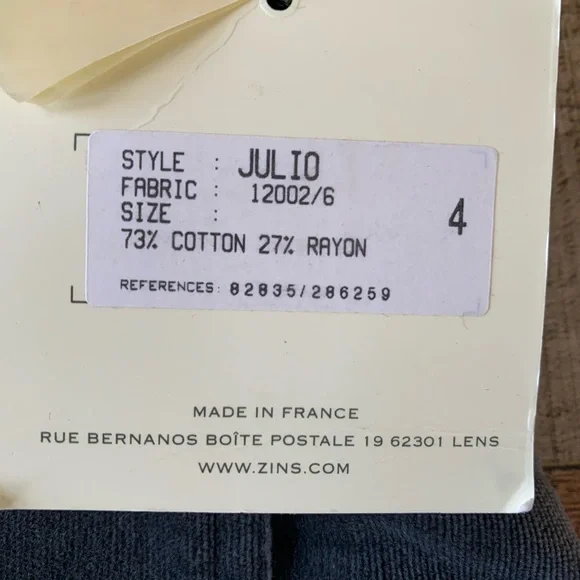 STYLE : JULIO
FABRIC : 12002/6
SIZE : 4
73% COTTON 27% RAYON
REFERENCES: 82835/286259
MADE IN FRANCE
RUE BERNANOS BOÎTE POSTALE 19 62301 LENS
WWW.ZINS.COM